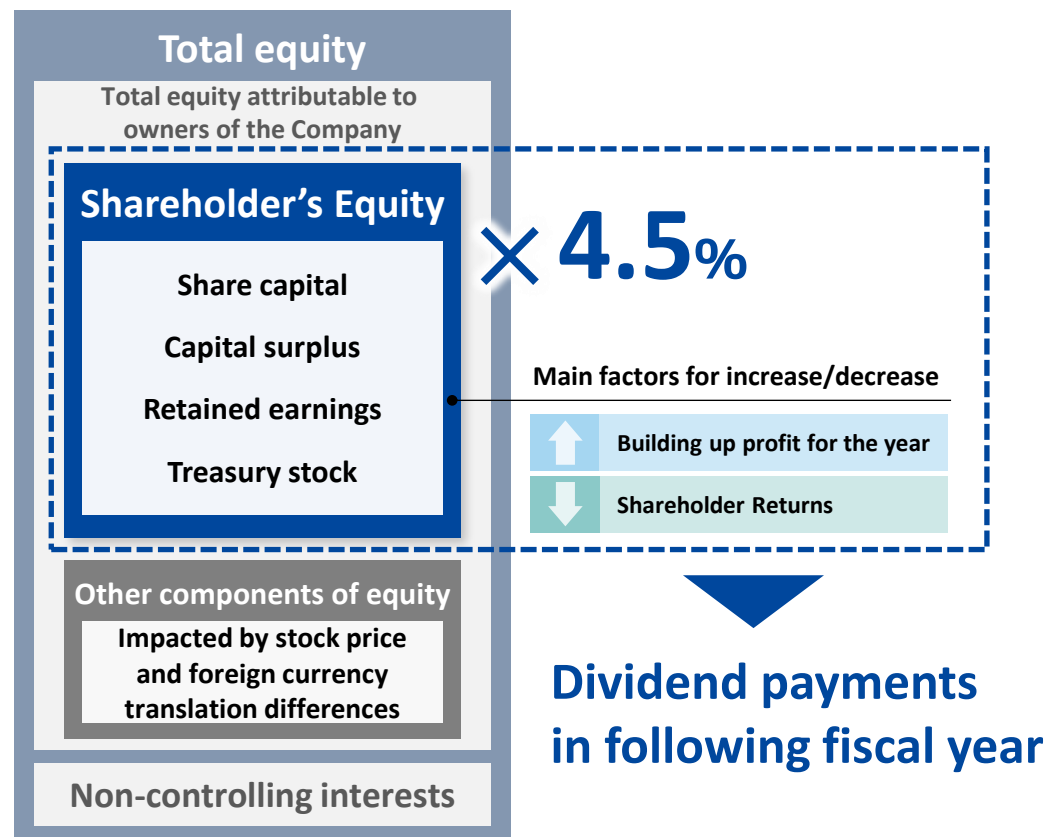 Total equity
Total equity attributable to
owners of the Company
Shareholder’s Equity
Share capital
Capital surplus
Retained earnings
Treasury stock
× 4.5%
Main factors for increase/decrease
Building up profit for the year
Shareholder Returns
Other components of equity
Impacted by stock price
and foreign currency
translation differences
Non-controlling interests
Dividend payments
in following fiscal year